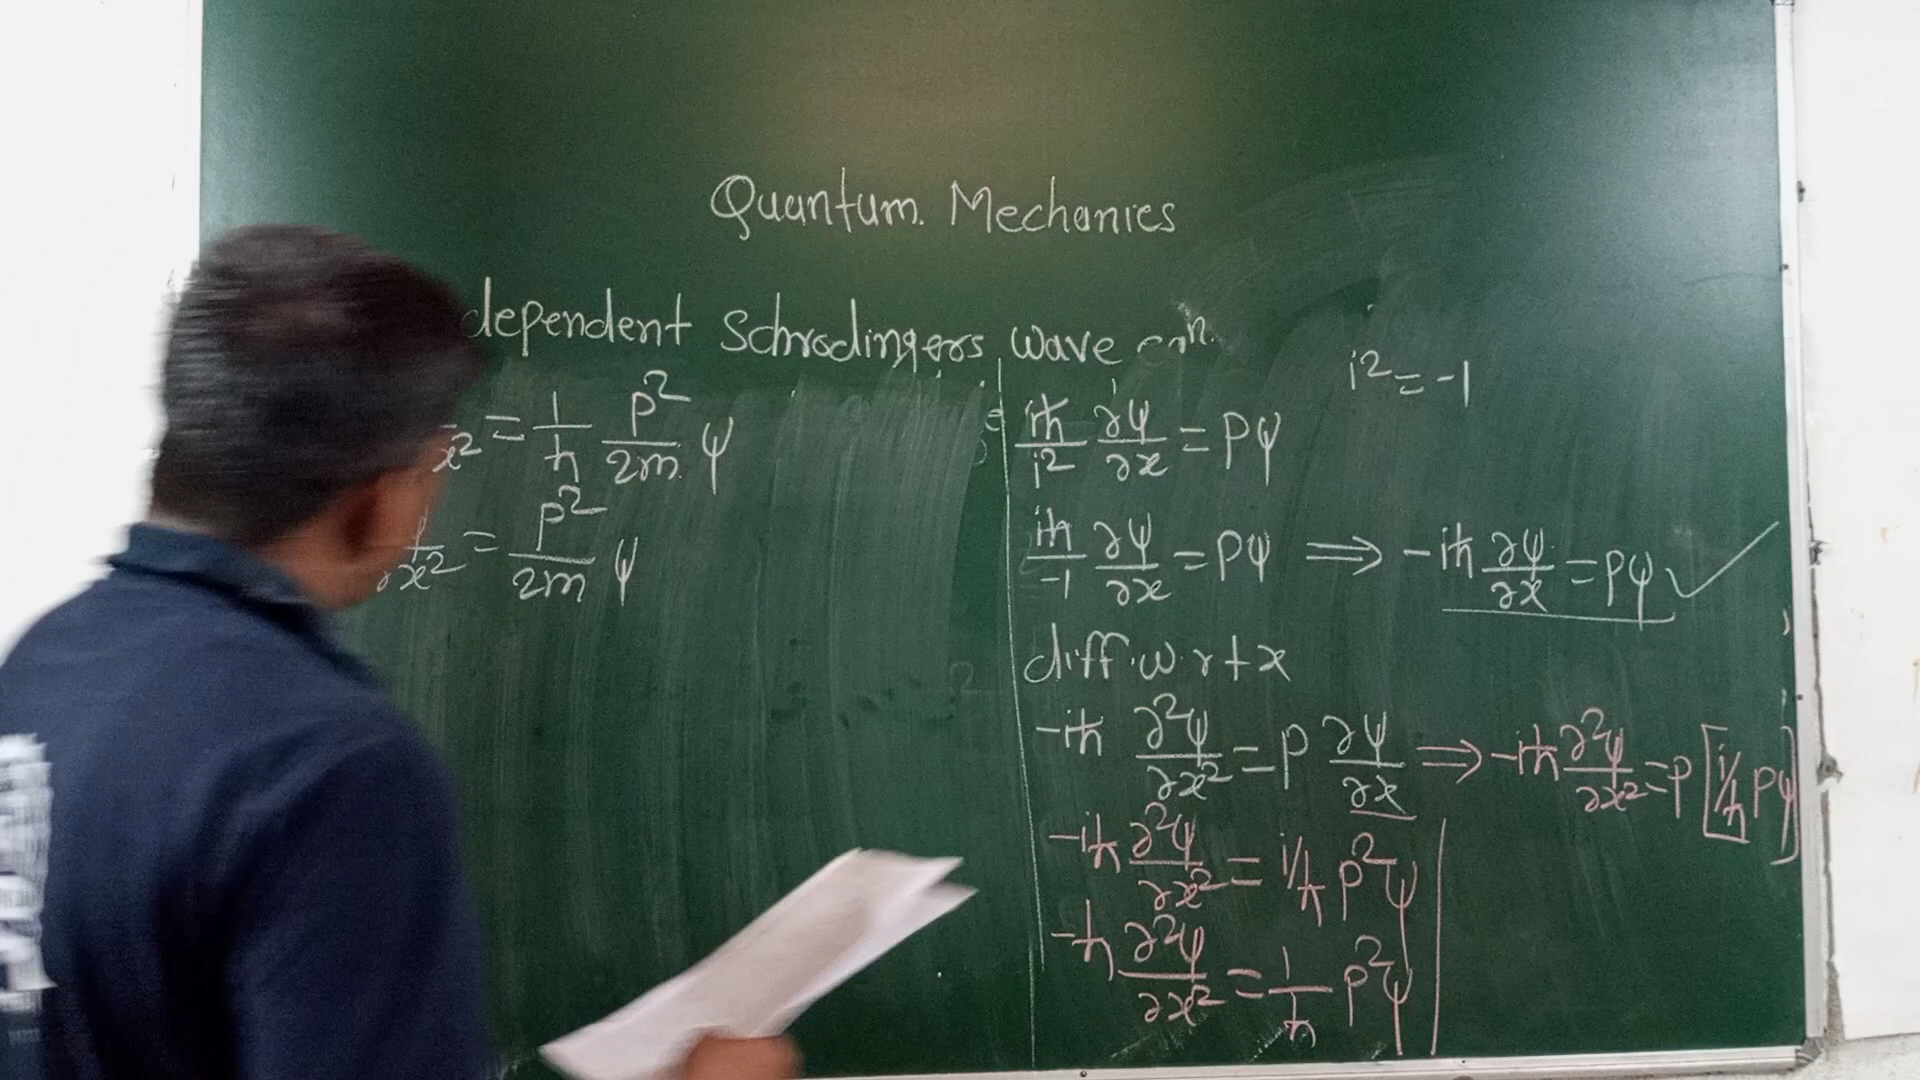 Quantum. Mechanics
dependent Schrodingers wave eqn.
x² = 1/ħ p²/2m ψ
∂x² = p²/2m ψ
i² = -1
iħ/i² ∂ψ/∂x = pψ
iħ/-1 ∂ψ/∂x = pψ ⟹ -iħ ∂ψ/∂x = pψ ✓
diff.w.r.t x
-iħ ∂²ψ/∂x² = p ∂ψ/∂x ⟹ -iħ ∂²ψ/∂x² = p [i/ħ pψ]
-iħ ∂²ψ/∂x² = i/ħ p²ψ
-ħ ∂²ψ/∂x² = 1/ħ p²ψ